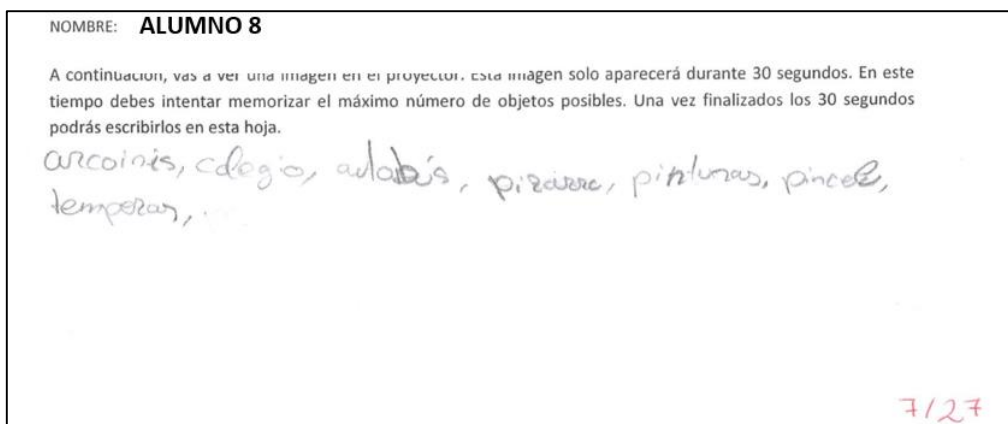 NOMBRE: ALUMNO 8
A continuación, vas a ver una imagen en el proyector. Esta imagen solo aparecerá durante 30 segundos. En este
tiempo debes intentar memorizar el máximo número de objetos posibles. Una vez finalizados los 30 segundos
podrás escribirlos en esta hoja.
arcoiris, colegio, autobús, pizarra, pinturas, pincel,
temperas,
7/27